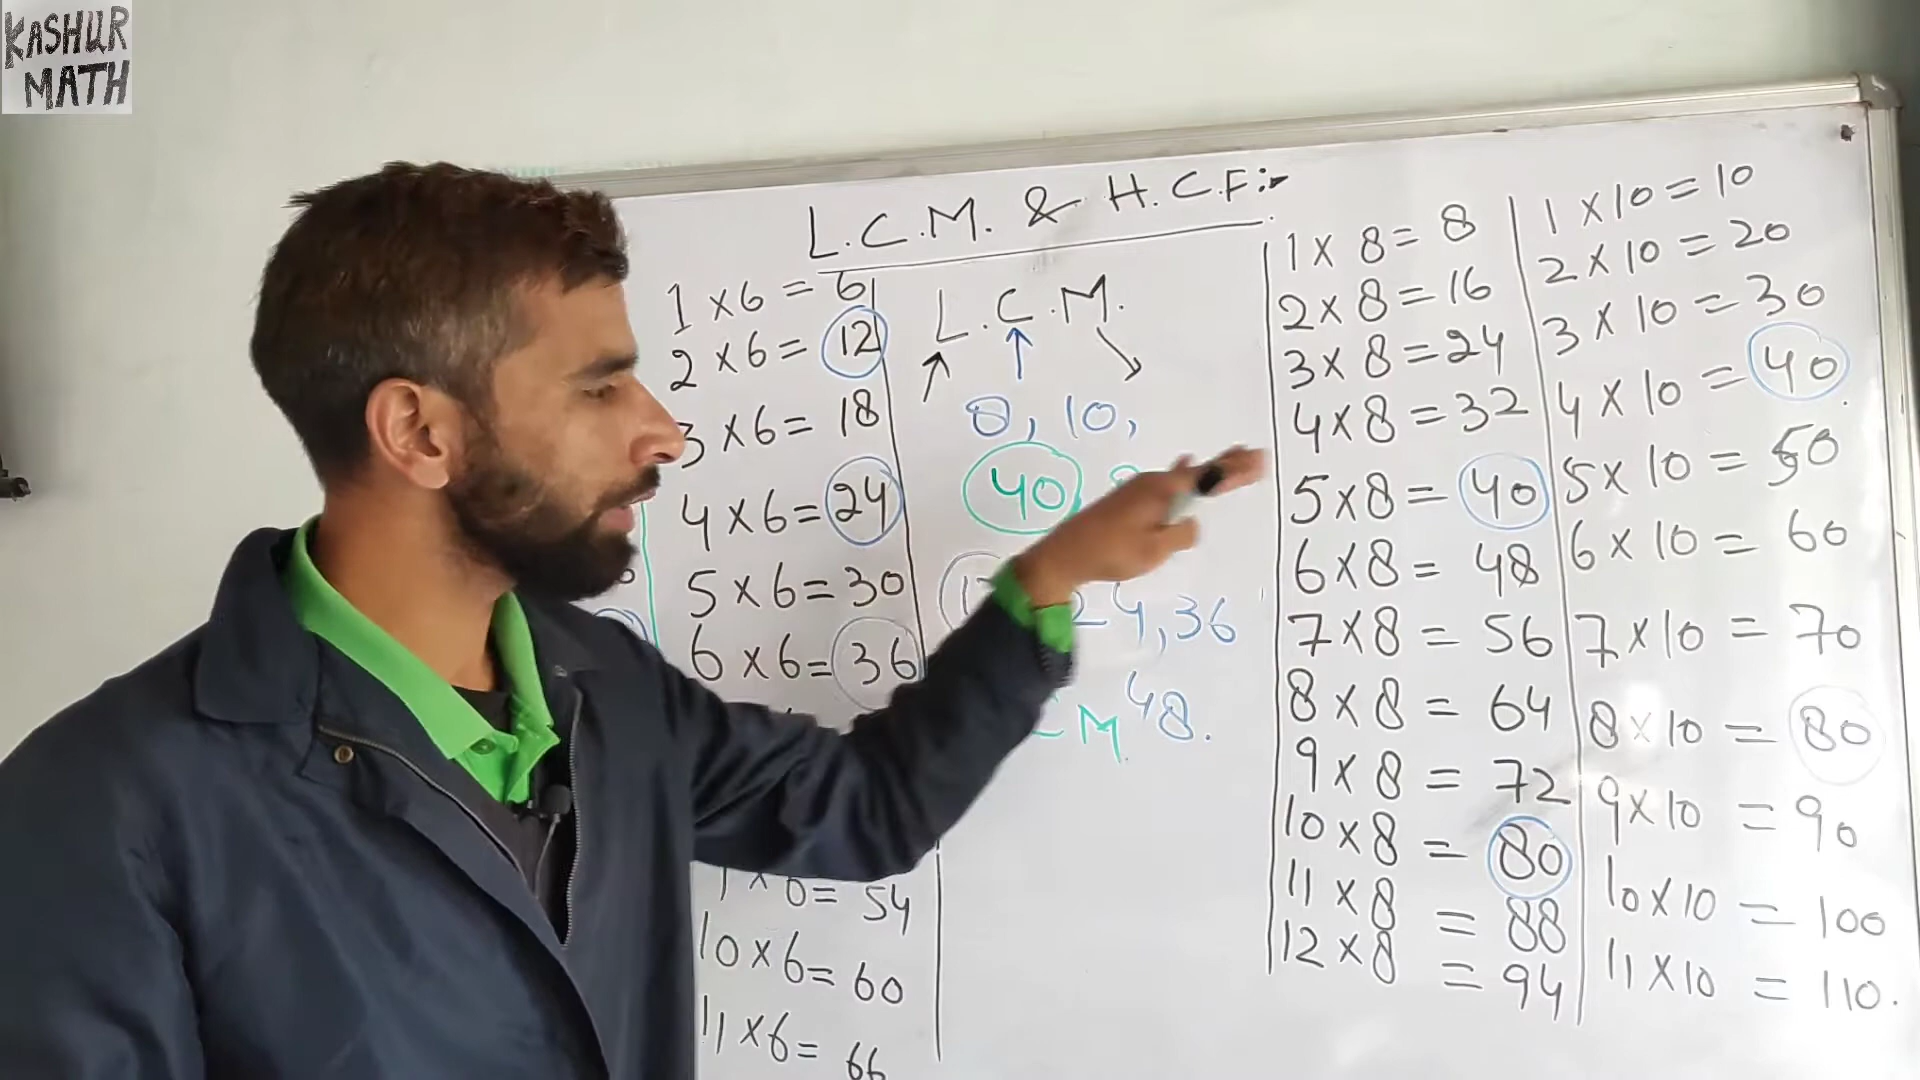 KASHUR
MATH
L.C.M. & H.C.F:-
1 x 6 = 6
2 x 6 = 12
3 x 6 = 18
4 x 6 = 24
5 x 6 = 30
6 x 6 = 36
6 = 54
10 x 6 = 60
11 x 6 = 66
L.C.M.
8, 10,
40,
24, 36
48.
CM
1 x 8 = 8
2 x 8 = 16
3 x 8 = 24
4 x 8 = 32
5 x 8 = 40
6 x 8 = 48
7 x 8 = 56
8 x 8 = 64
9 x 8 = 72
10 x 8 = 80
11 x 8 = 88
12 x 8 = 94
1 x 10 = 10
2 x 10 = 20
3 x 10 = 30
4 x 10 = 40
5 x 10 = 50
6 x 10 = 60
7 x 10 = 70
8 x 10 = 80
9 x 10 = 90
10 x 10 = 100
11 x 10 = 110.